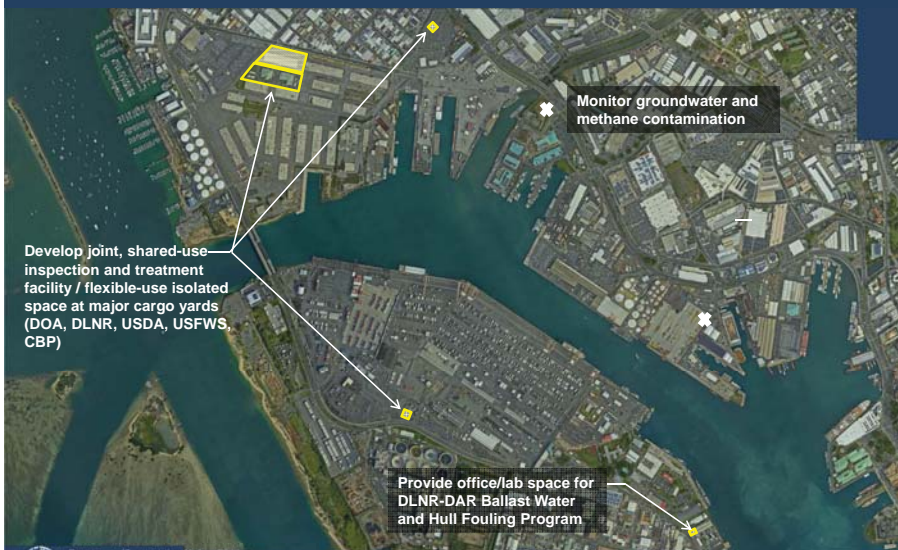 Monitor groundwater and
methane contamination
Develop joint, shared-use
inspection and treatment
facility / flexible-use isolated
space at major cargo yards
(DOA, DLNR, USDA, USFWS,
CBP)
Provide office/lab space for
DLNR-DAR Ballast Water
and Hull Fouling Program